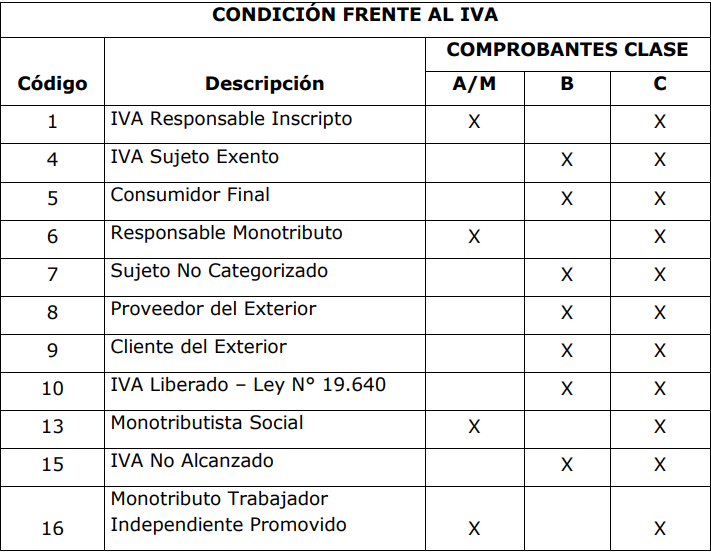 CONDICIÓN FRENTE AL IVA
COMPROBANTES CLASE
Código Descripción A/M B C
1 IVA Responsable Inscripto X X
4 IVA Sujeto Exento X X
5 Consumidor Final X X
6 Responsable Monotributo X X
7 Sujeto No Categorizado X X
8 Proveedor del Exterior X X
9 Cliente del Exterior X X
10 IVA Liberado – Ley N° 19.640 X X
13 Monotributista Social X X
15 IVA No Alcanzado X X
Monotributo Trabajador
16 Independiente Promovido X X